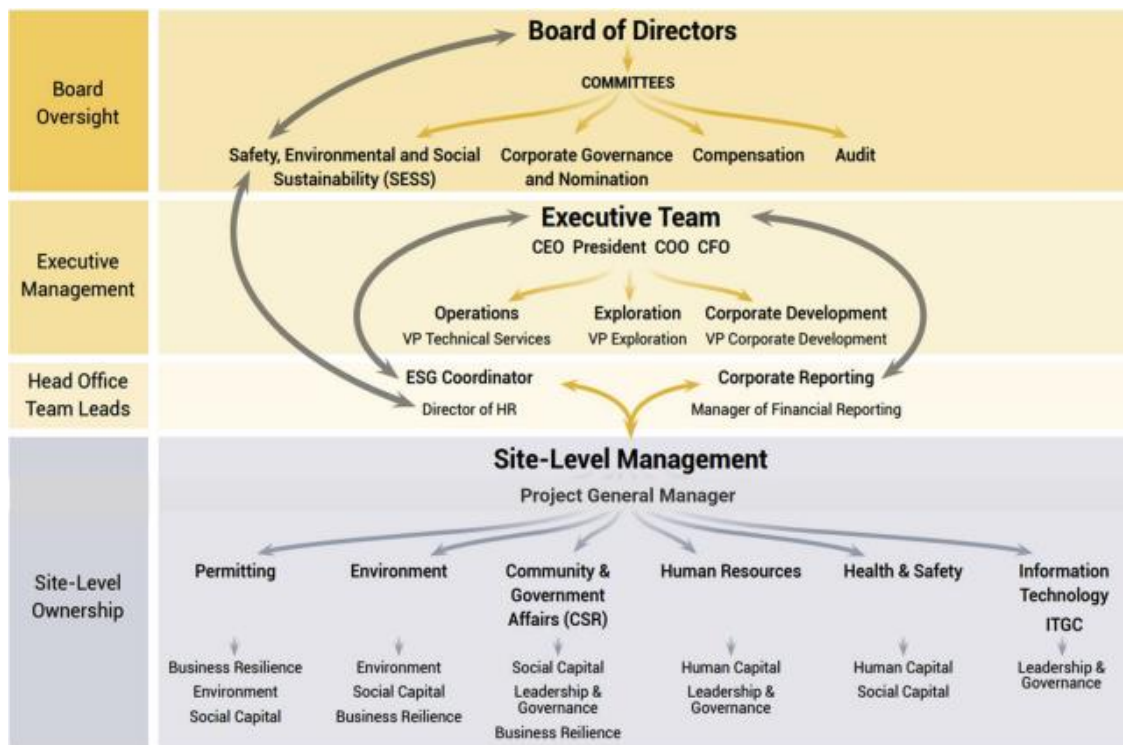 Board
Oversight
Board of Directors
COMMITTEES
Safety, Environmental and Social
Sustainability (SESS)
Corporate Governance
and Nomination
Compensation
Audit
Executive
Management
Executive Team
CEO President COO CFO
Operations
VP Technical Services
Exploration
VP Exploration
Corporate Development
VP Corporate Development
Head Office
Team Leads
ESG Coordinator
Director of HR
Corporate Reporting
Manager of Financial Reporting
Site-Level
Ownership
Site-Level Management
Project General Manager
Permitting
Business Resilience
Environment
Social Capital
Environment
Environment
Social Capital
Business Reilience
Community &
Government
Affairs (CSR)
Social Capital
Leadership &
Governance
Business Reilience
Human Resources
Human Capital
Leadership &
Governance
Health & Safety
Human Capital
Social Capital
Information
Technology
ITGC
Leadership &
Governance